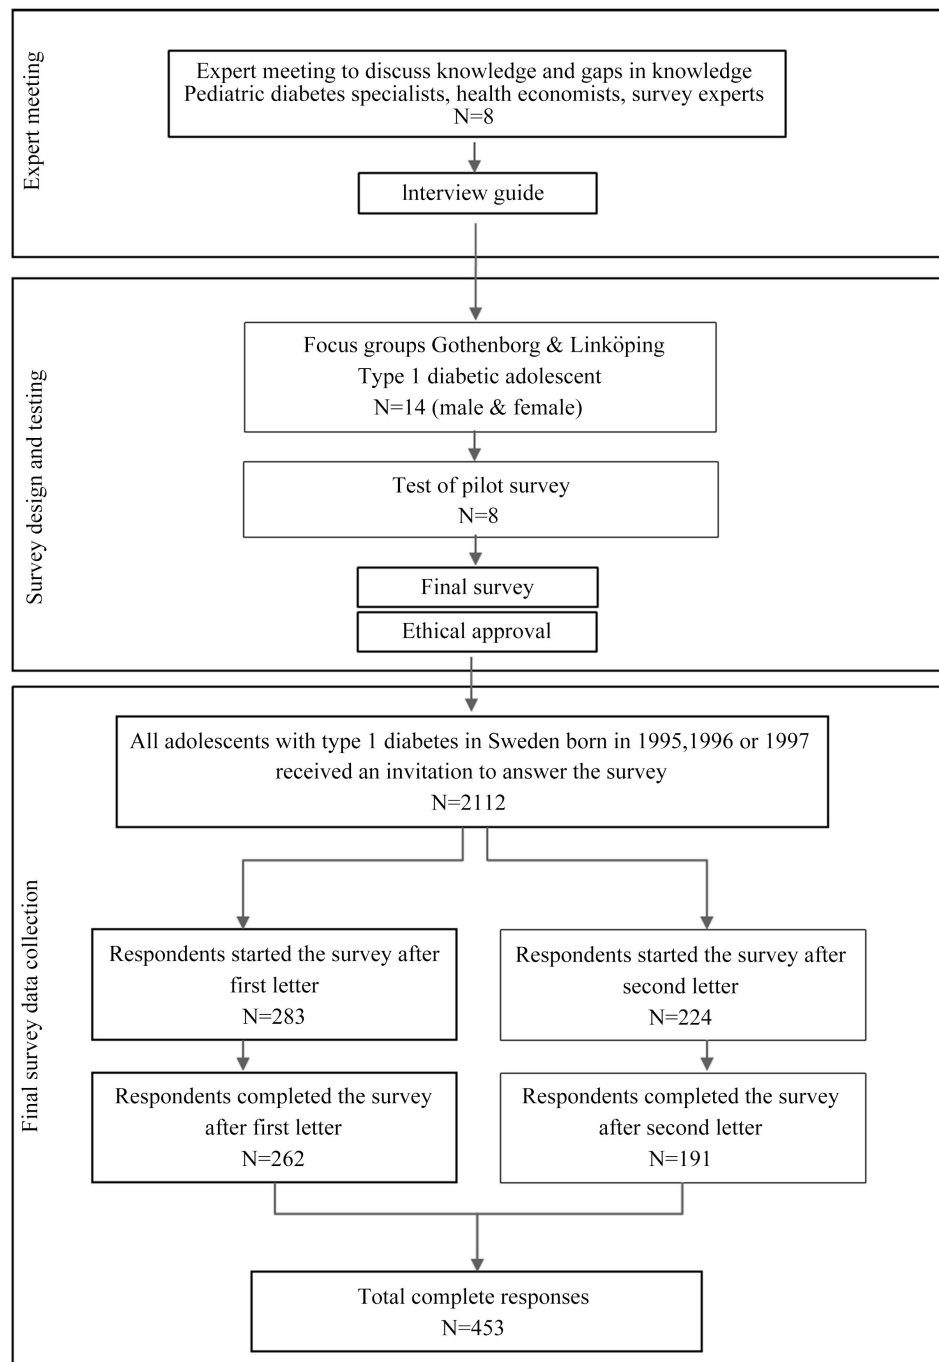 Expert meeting
Expert meeting to discuss knowledge and gaps in knowledge
Pediatric diabetes specialists, health economists, survey experts
N=8
Interview guide
Survey design and testing
Focus groups Gothenborg & Linköping
Type 1 diabetic adolescent
N=14 (male & female)
Test of pilot survey
N=8
Final survey
Ethical approval
Final survey data collection
All adolescents with type 1 diabetes in Sweden born in 1995,1996 or 1997
received an invitation to answer the survey
N=2112
Respondents started the survey after
first letter
N=283
Respondents started the survey after
second letter
N=224
Respondents completed the survey
after first letter
N=262
Respondents completed the survey
after second letter
N=191
Total complete responses
N=453